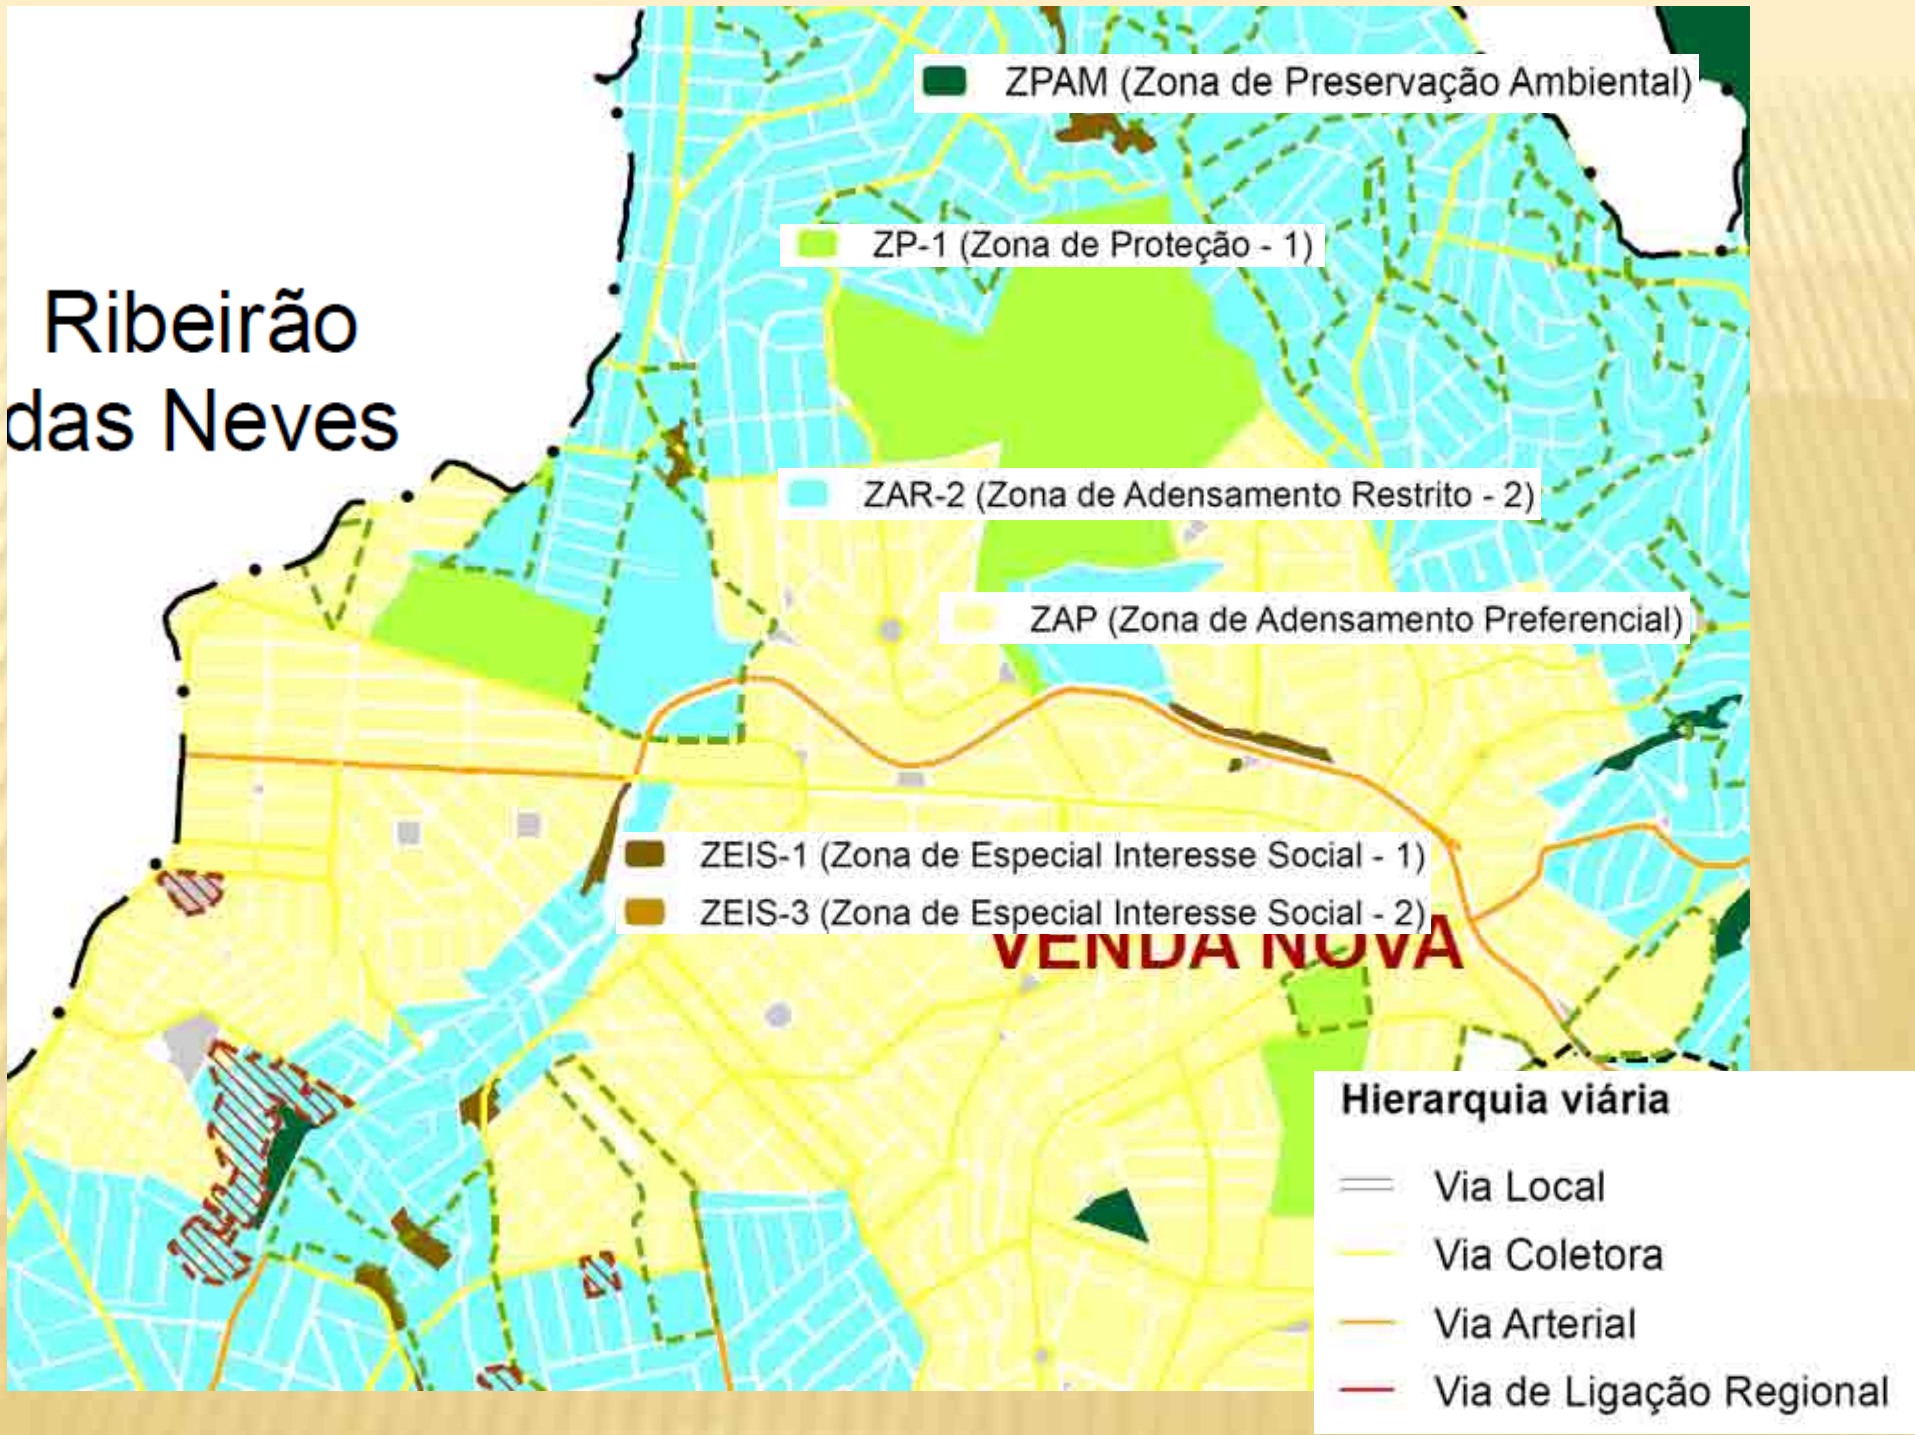 ZPAM (Zona de Preservação Ambiental)
ZP-1 (Zona de Proteção - 1)
Ribeirão
das Neves
ZAR-2 (Zona de Adensamento Restrito - 2)
ZAP (Zona de Adensamento Preferencial)
ZEIS-1 (Zona de Especial Interesse Social - 1)
ZEIS-3 (Zona de Especial Interesse Social - 2)
VENDA NOVA
Hierarquia viária
Via Local
Via Coletora
Via Arterial
Via de Ligação Regional